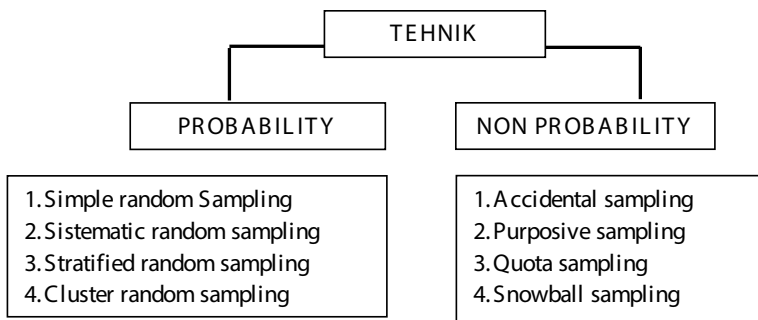 TEHNIK
PROBABILITY
NON PROBABILITY
1.Simple random Sampling
2.Sistematic random sampling
3.Stratified random sampling
4.Cluster random sampling
1.Accidental sampling
2.Purposive sampling
3.Quota sampling
4.Snowball sampling